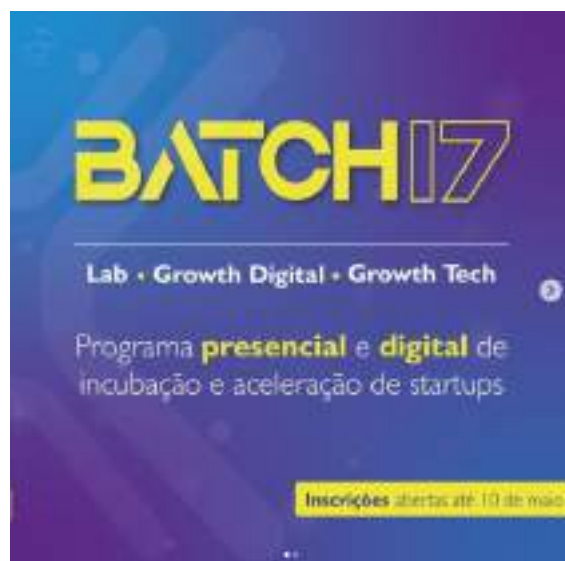 BATCH17
Lab • Growth Digital • Growth Tech
Programa presencial e digital de
incubação e aceleração de startups
Inscrições abertas até 10 de maio